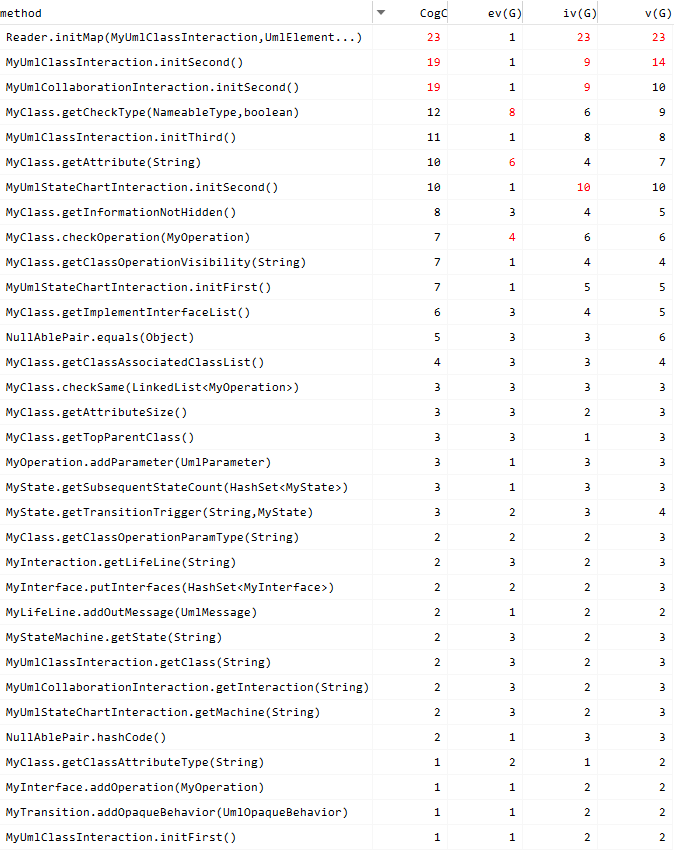 method CogC ev(G) iv(G) v(G)
Reader.initMap(MyUmlClassInteraction,UmlElement...) 23 1 23 23
MyUmlClassInteraction.initSecond() 19 1 9 14
MyUmlCollaborationInteraction.initSecond() 19 1 9 10
MyClass.getCheckType(NameableType,boolean) 12 8 6 9
MyUmlClassInteraction.initThird() 11 1 8 8
MyClass.getAttribute(String) 10 6 4 7
MyUmlStateChartInteraction.initSecond() 10 1 10 10
MyClass.getInformationNotHidden() 8 3 4 5
MyClass.checkOperation(MyOperation) 7 4 6 6
MyClass.getClassOperationVisibility(String) 7 1 4 4
MyUmlStateChartInteraction.initFirst() 7 1 5 5
MyClass.getImplementInterfaceList() 6 3 4 5
NullAblePair.equals(Object) 5 3 3 6
MyClass.getClassAssociatedClassList() 4 3 3 4
MyClass.checkSame(LinkedList<MyOperation>) 3 3 3 3
MyClass.getAttributeSize() 3 3 2 3
MyClass.getTopParentClass() 3 3 1 3
MyOperation.addParameter(UmlParameter) 3 1 3 3
MyState.getSubsequentStateCount(HashSet<MyState>) 3 1 3 3
MyState.getTransitionTrigger(String,MyState) 3 2 3 4
MyClass.getClassOperationParamType(String) 2 2 2 3
MyInteraction.getLifeLine(String) 2 3 2 3
MyInterface.putInterfaces(HashSet<MyInterface>) 2 2 2 3
MyLifeLine.addOutMessage(UmlMessage) 2 1 2 2
MyStateMachine.getState(String) 2 3 2 3
MyUmlClassInteraction.getClass(String) 2 3 2 3
MyUmlCollaborationInteraction.getInteraction(String) 2 3 2 3
MyUmlStateChartInteraction.getMachine(String) 2 3 2 3
NullAblePair.hashCode() 2 1 3 3
MyClass.getClassAttributeType(String) 1 2 1 2
MyInterface.addOperation(MyOperation) 1 1 2 2
MyTransition.addOpaqueBehavior(UmlOpaqueBehavior) 1 1 2 2
MyUmlClassInteraction.initFirst() 1 1 2 2